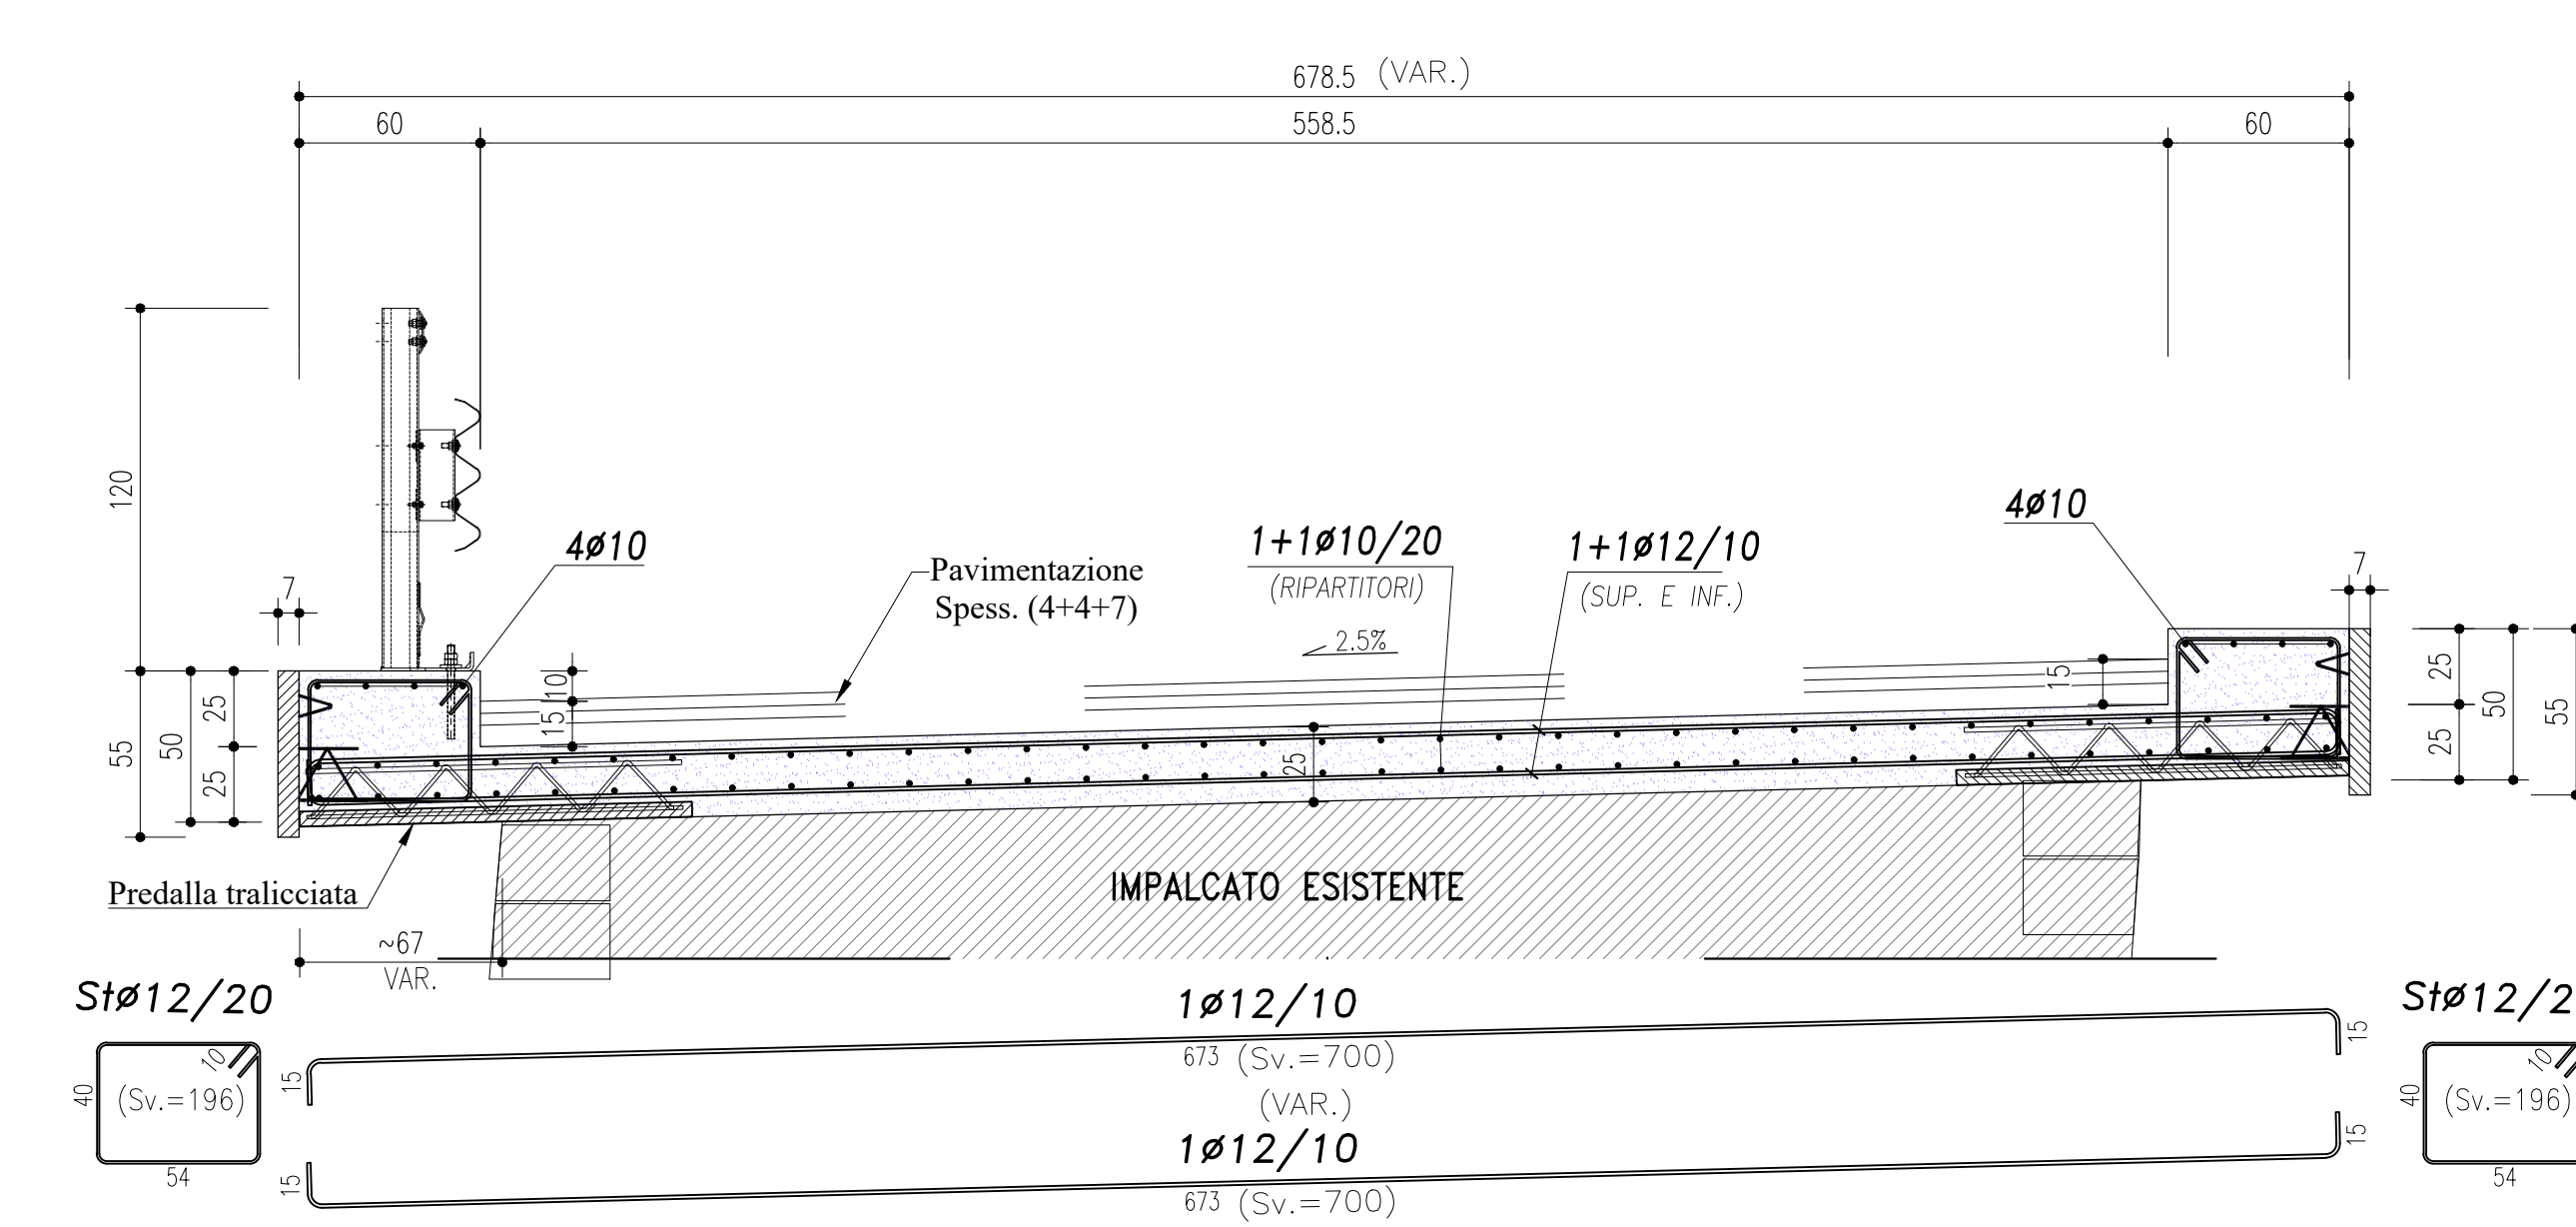 678.5 (VAR.)
60
558.5
60
120
4ø10
Pavimentazione
Spess. (4+4+7)
1+1ø10/20
(RIPARTITORI)
2.5%
1+1ø12/10
(SUP. E INF.)
4ø10
7
7
55
50
25
25
10
15
25
15
25
25
50
55
Predalla tralicciata
IMPALCATO ESISTENTE
~67
VAR.
Stø12/20
10
40
(Sv.=196)
54
1ø12/10
15
673 (Sv.=700)
15
(VAR.)
1ø12/10
15
673 (Sv.=700)
15
Stø12/2
10
40
(Sv.=196)
54